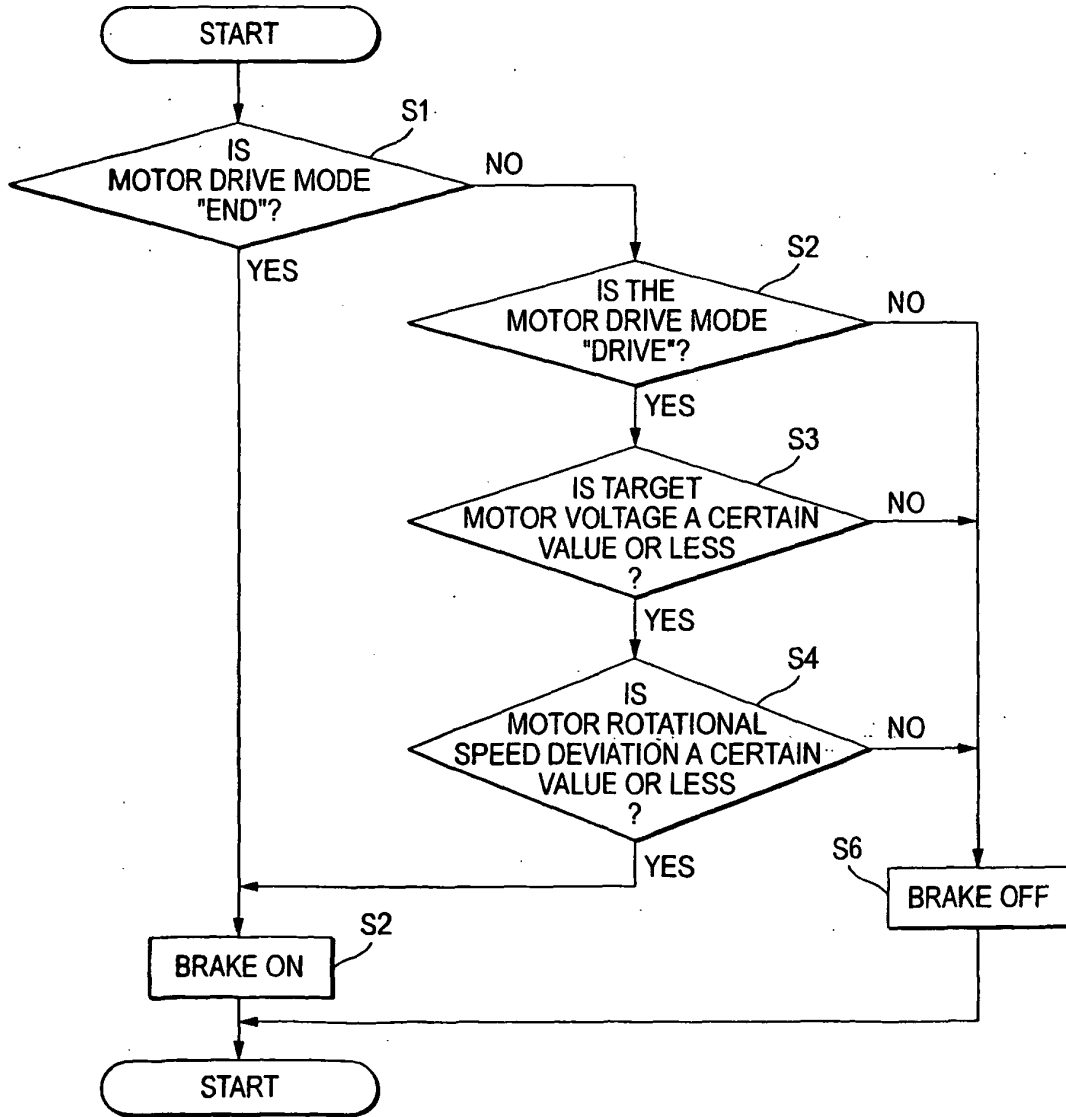 START
S1
IS
MOTOR DRIVE MODE
"END"?
NO
YES
S2
IS THE
MOTOR DRIVE MODE
"DRIVE"?
NO
YES
S3
IS TARGET
MOTOR VOLTAGE A CERTAIN
VALUE OR LESS
?
NO
YES
S4
IS
MOTOR ROTATIONAL
SPEED DEVIATION A CERTAIN
VALUE OR LESS
?
NO
YES
S6
BRAKE OFF
S2
BRAKE ON
START